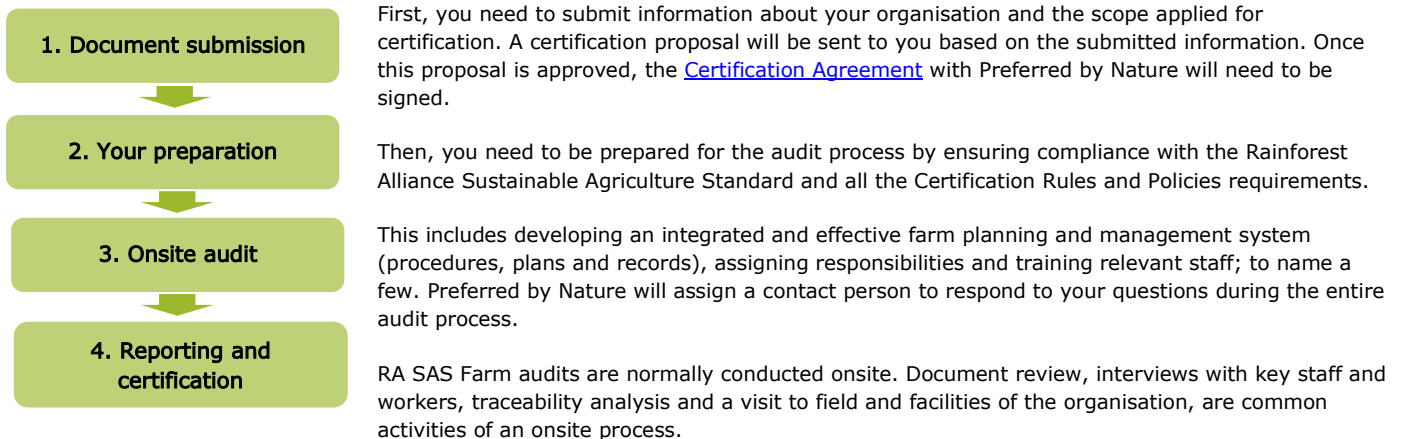 1. Document submission
2. Your preparation
3. Onsite audit
4. Reporting and
certification
First, you need to submit information about your organisation and the scope applied for
certification. A certification proposal will be sent to you based on the submitted information. Once
this proposal is approved, the Certification Agreement with Preferred by Nature will need to be
signed.
Then, you need to be prepared for the audit process by ensuring compliance with the Rainforest
Alliance Sustainable Agriculture Standard and all the Certification Rules and Policies requirements.
This includes developing an integrated and effective farm planning and management system
(procedures, plans and records), assigning responsibilities and training relevant staff; to name a
few. Preferred by Nature will assign a contact person to respond to your questions during the entire
audit process.
RA SAS Farm audits are normally conducted onsite. Document review, interviews with key staff and
workers, traceability analysis and a visit to field and facilities of the organisation, are common
activities of an onsite process.